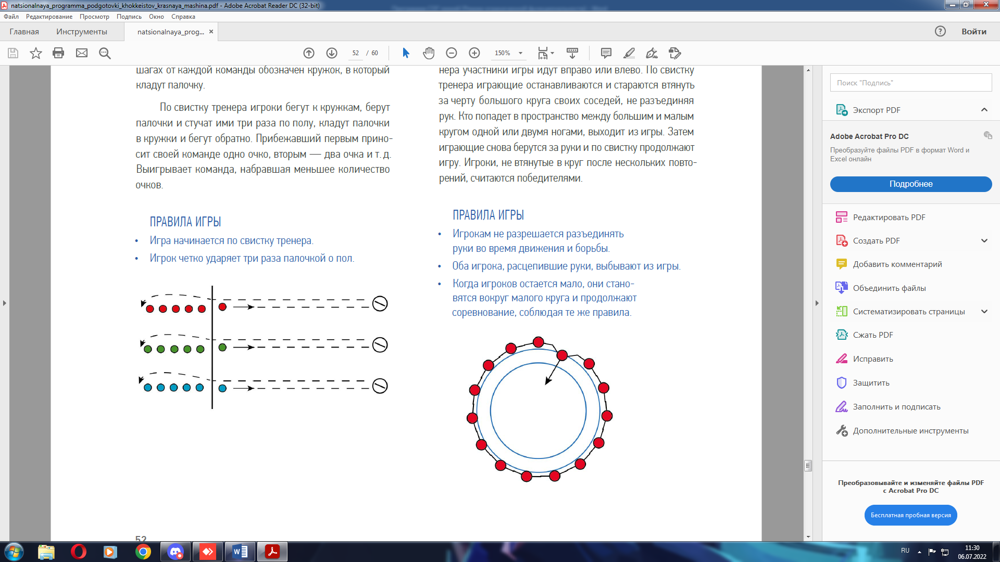 natsionalnaya_programma_podgotovki_khokkeistov_krasnaya_mashina.pdf - Adobe Acrobat Reader DC (32-bit)
Файл Редактирование Просмотр Подпись Окно Справка
Главная Инструменты natsionalnaya_prog...
Войти
52 / 60
150%
шагах от каждой команды обозначен кружок, в который
кладут палочку.
По свистку тренера игроки бегут к кружкам, берут
палочки и стучат ими три раза по полу, кладут палочки
в кружки и бегут обратно. Прибежавший первым прино-
сит своей команде одно очко, вторым — два очка и т. д.
Выигрывает команда, набравшая меньшее количество
очков.
ПРАВИЛА ИГРЫ
• Игра начинается по свистку тренера.
• Игрок четко ударяет три раза палочкой о пол.
52
нера участники игры идут вправо или влево. По свистку
тренера играющие останавливаются и стараются втянуть
за черту большого круга своих соседей, не разъединяя
рук. Кто попадет в пространство между большим и малым
кругом одной или двумя ногами, выходит из игры. Затем
играющие снова берутся за руки и по свистку продолжают
игру. Игроки, не втянутые в круг после нескольких повто-
рений, считаются победителями.
ПРАВИЛА ИГРЫ
• Игрокам не разрешается разъединять
руки во время движения и борьбы.
• Оба игрока, расцепившие руки, выбывают из игры.
• Когда игроков остается мало, они стано-
вятся вокруг малого круга и продолжают
соревнование, соблюдая те же правила.
Поиск "Подпись"
Экспорт PDF
Adobe Acrobat Pro DC
Преобразуйте файлы PDF в формат Word и
Excel онлайн
Подробнее
Редактировать PDF
Создать PDF
Добавить комментарий
Объединить файлы
Систематизировать страницы
Сжать PDF
Исправить
Защитить
Заполнить и подписать
Дополнительные инструменты
Преобразовывайте и изменяйте файлы PDF
с Acrobat Pro DC
Бесплатная пробная версия
RU
11:30
06.07.2022